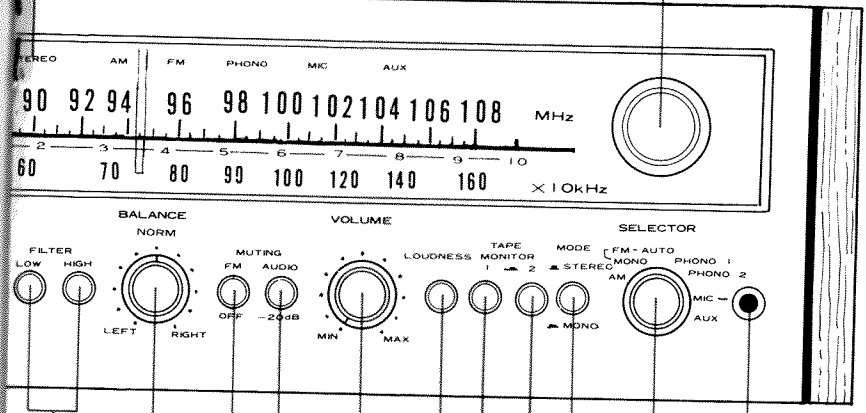 TEREO AM FM PHONO MIC AUX
90 92 94 96 98 100 102 104 106 108 MHz
2 3 4 5 6 7 8 9 10
60 70 80 90 100 120 140 160 ×10kHz
BALANCE
NORM
LEFT RIGHT
FILTER
LOW HIGH
MUTING
FM AUDIO
OFF -20dB
VOLUME
MIN MAX
LOUDNESS
TAPE
MONITOR
1 2
MODE
STEREO
MONO
SELECTOR
FM-AUTO
MONO
AM
PHONO 1
PHONO 2
MIC
AUX